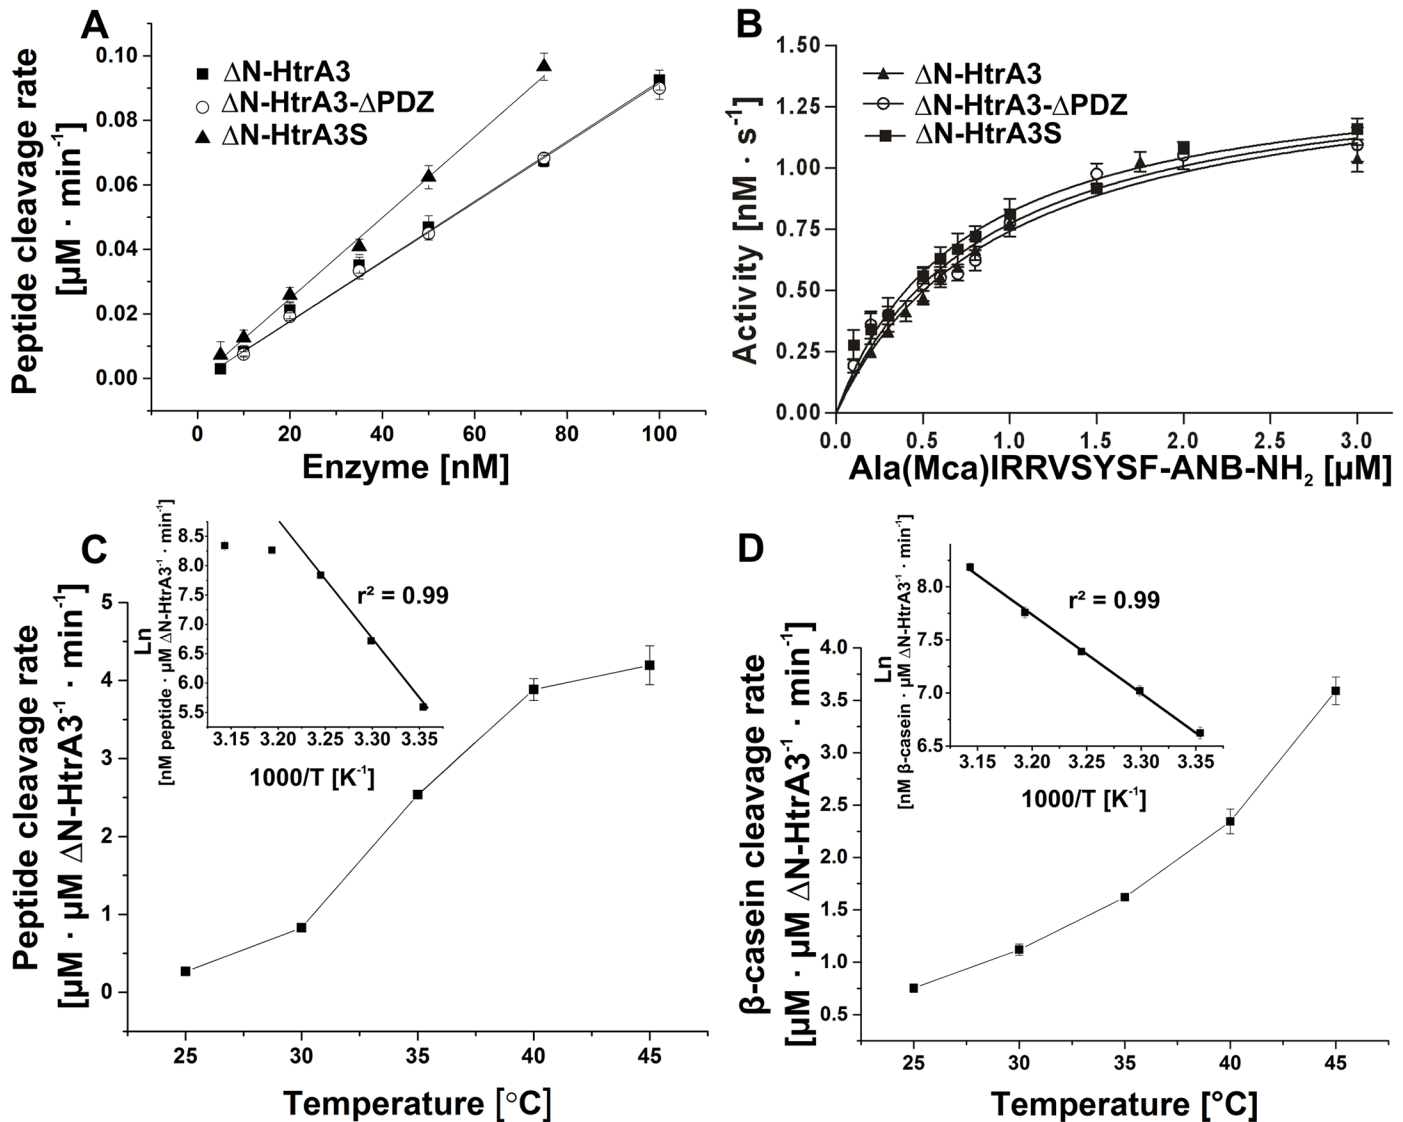 A
Peptide cleavage rate
[µM · min⁻¹]
0.10
0.08
0.06
0.04
0.02
0.00
ΔN-HtrA3
ΔN-HtrA3-ΔPDZ
ΔN-HtrA3S
0 20 40 60 80 100
Enzyme [nM]
B
Activity [nM · s⁻¹]
1.50
1.25
1.00
0.75
0.50
0.25
0.00
ΔN-HtrA3
ΔN-HtrA3-ΔPDZ
ΔN-HtrA3S
0.0 0.5 1.0 1.5 2.0 2.5 3.0
Ala(Mca)IRRVSYSF-ANB-NH₂ [µM]
C
Peptide cleavage rate
[µM · µM ΔN-HtrA3⁻¹ · min⁻¹]
5
4
3
2
1
0
Ln
[nM peptide · µM ΔN-HtrA3⁻¹ · min⁻¹]
8.5
8.0
7.5
7.0
6.5
6.0
5.5
r² = 0.99
3.15 3.20 3.25 3.30 3.35
1000/T [K⁻¹]
25 30 35 40 45
Temperature [°C]
D
β-casein cleavage rate
[µM · µM ΔN-HtrA3⁻¹ · min⁻¹]
4.0
3.5
3.0
2.5
2.0
1.5
1.0
0.5
Ln
[nM β-casein · µM ΔN-HtrA3⁻¹ · min⁻¹]
8.0
7.5
7.0
6.5
r² = 0.99
3.15 3.20 3.25 3.30 3.35
1000/T [K⁻¹]
25 30 35 40 45
Temperature [°C]